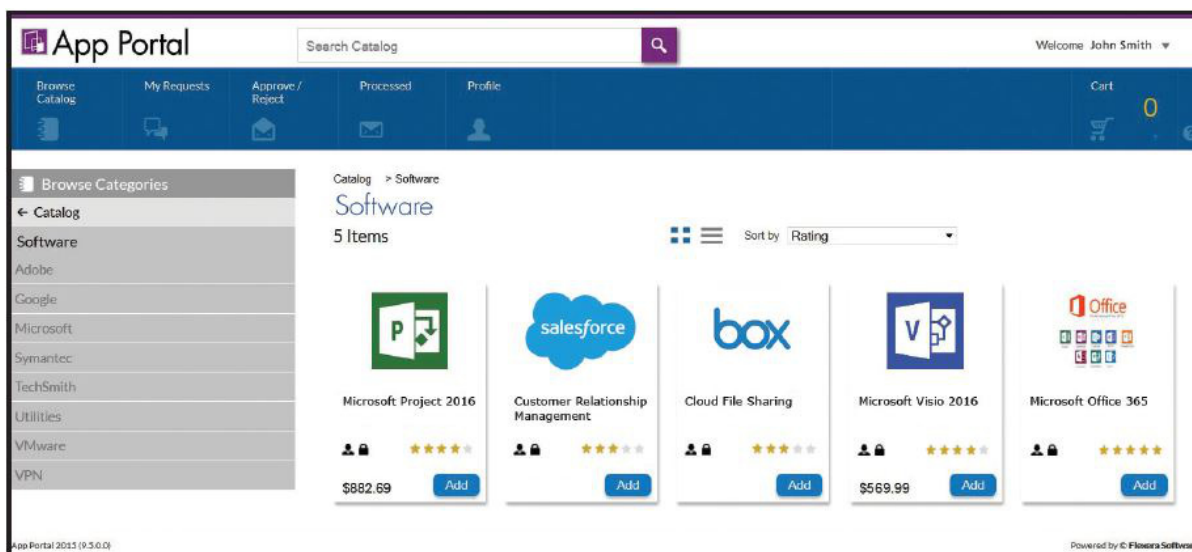 App Portal
Search Catalog
Welcome John Smith
Browse
Catalog
My Requests
Approve /
Reject
Processed
Profile
Cart
0
Browse Categories
← Catalog
Software
Adobe
Google
Microsoft
Symantec
TechSmith
Utilities
VMware
VPN
Catalog > Software
Software
5 Items
Sort by Rating
P
Microsoft Project 2016
$882.69
Add
salesforce
Customer Relationship
Management
Add
box
Cloud File Sharing
Add
V
Microsoft Visio 2016
$569.99
Add
Office
Microsoft Office 365
Add
App Portal 2015 (9.5.0.0)
Powered by © Flexera Software